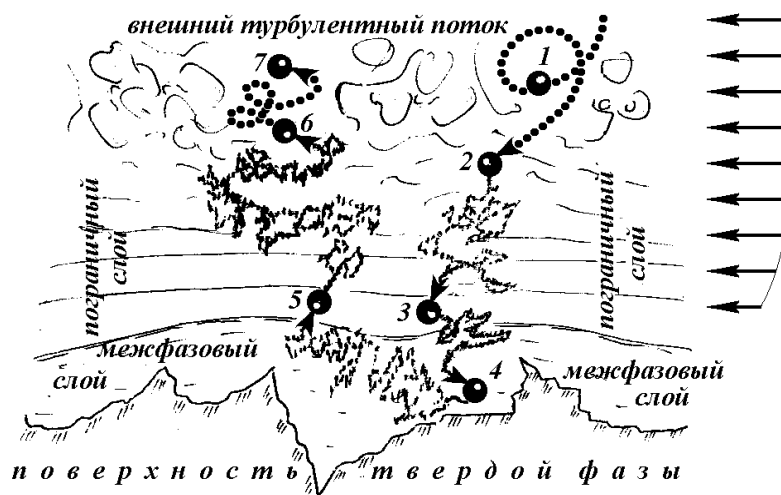 внешний турбулентный поток
7
1
6
2
пограничный
слой
пограничный
слой
5
3
межфазовый
слой
4
межфазовый
слой
поверхность твердой фазы